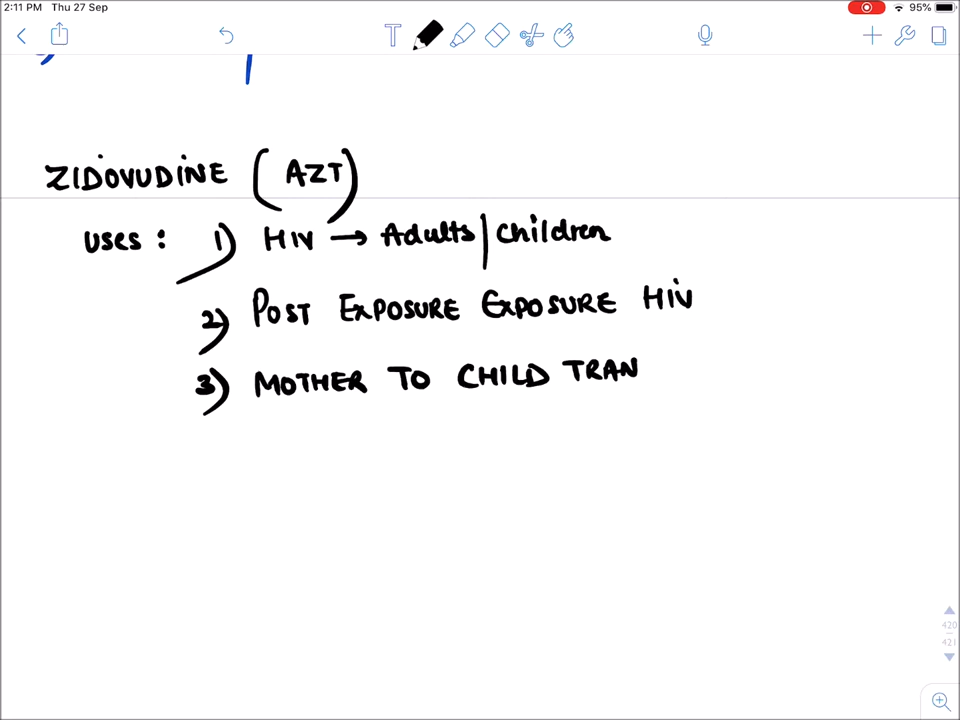 2:11 PM Thu 27 Sep
95%
T
ZIDOVUDINE (AZT)
Uses: 1) HIV → Adults | children
2) POST EXPOSURE EXPOSURE HIV
3) MOTHER TO CHILD TRAN
420
421